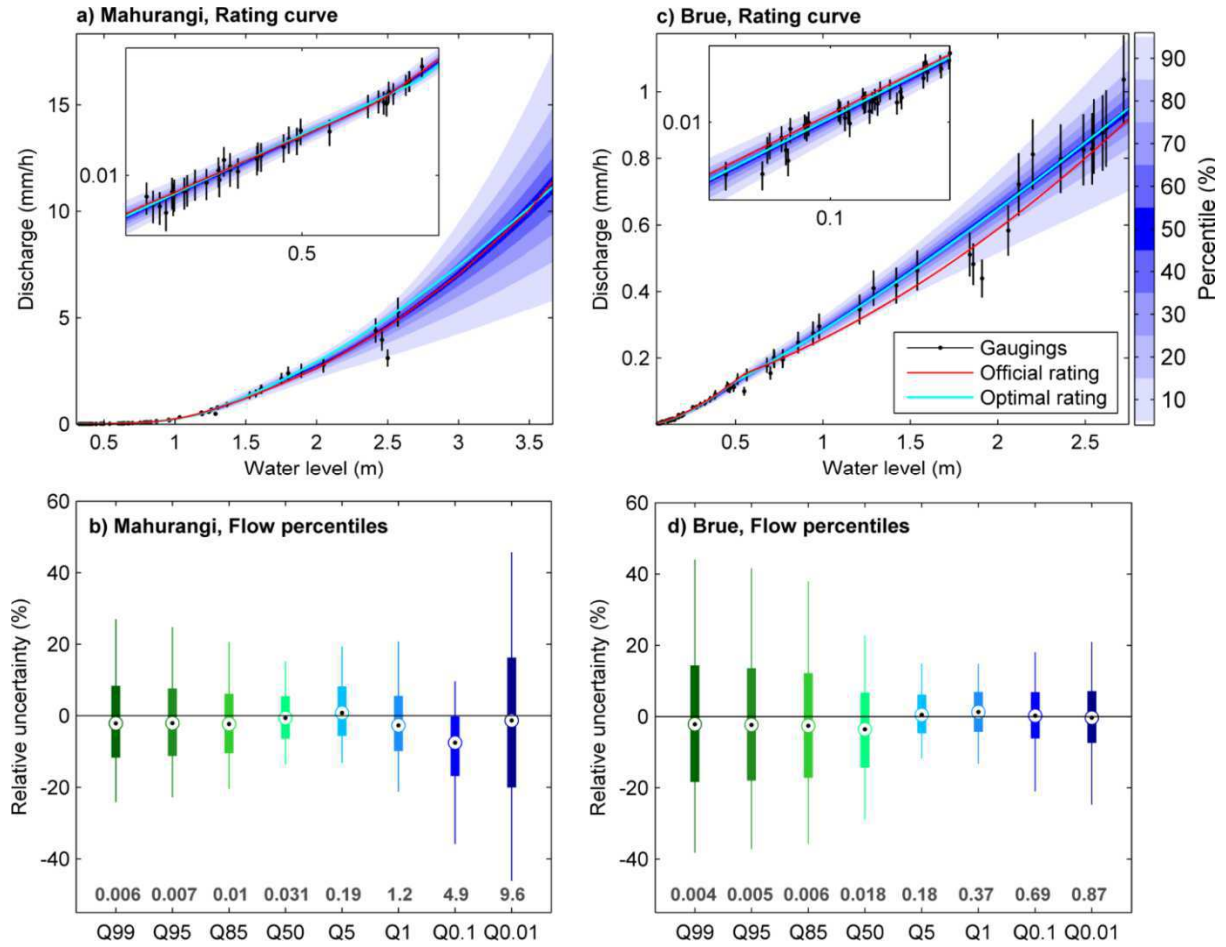 a) Mahurangi, Rating curve
Discharge (mm/h)
15
10
5
0
0.01
0.5
0.5 1 1.5 2 2.5 3 3.5
Water level (m)
c) Brue, Rating curve
Discharge (mm/h)
1
0.8
0.6
0.4
0.2
0.01
0.1
Gaugings
Official rating
Optimal rating
0.5 1 1.5 2 2.5
Water level (m)
90
80
70
60
50
40
30
20
10
Percentile (%)
b) Mahurangi, Flow percentiles
Relative uncertainty (%)
60
40
20
0
-20
-40
0.006 0.007 0.01 0.031 0.19 1.2 4.9 9.6
Q99 Q95 Q85 Q50 Q5 Q1 Q0.1 Q0.01
d) Brue, Flow percentiles
Relative uncertainty (%)
60
40
20
0
-20
-40
0.004 0.005 0.006 0.018 0.18 0.37 0.69 0.87
Q99 Q95 Q85 Q50 Q5 Q1 Q0.1 Q0.01